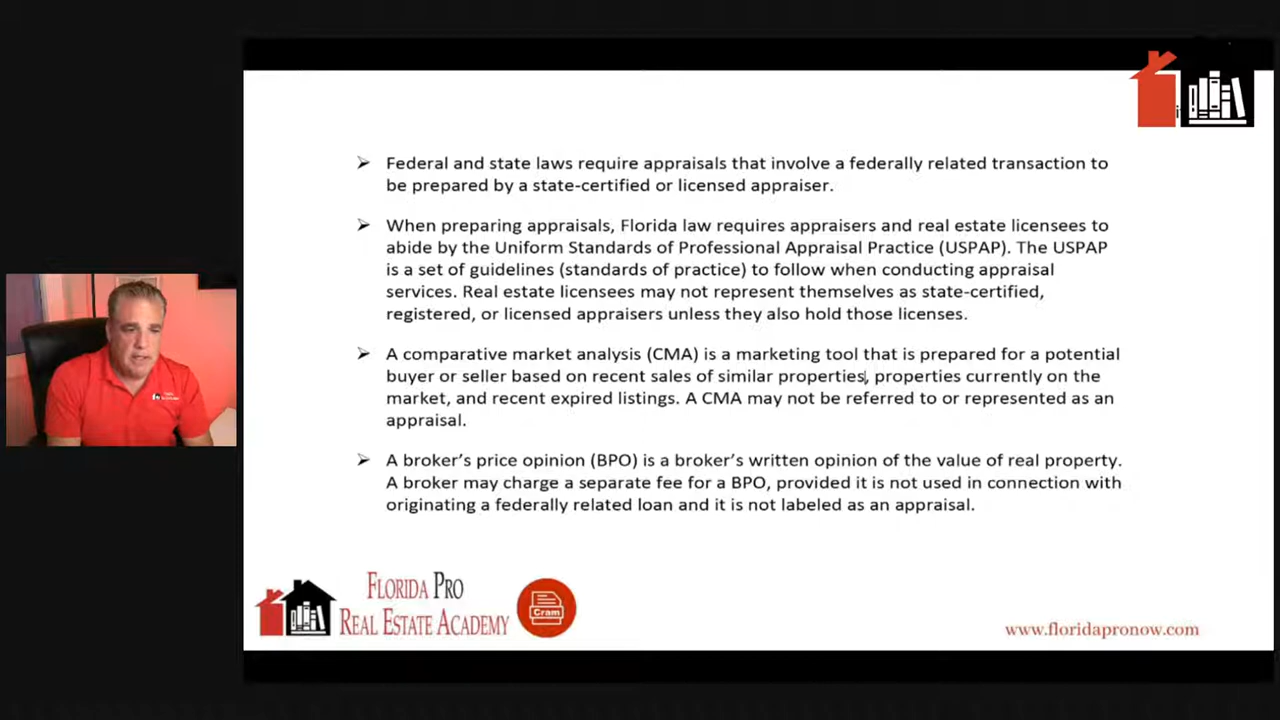 Federal and state laws require appraisals that involve a federally related transaction to
be prepared by a state-certified or licensed appraiser.
When preparing appraisals, Florida law requires appraisers and real estate licensees to
abide by the Uniform Standards of Professional Appraisal Practice (USPAP). The USPAP
is a set of guidelines (standards of practice) to follow when conducting appraisal
services. Real estate licensees may not represent themselves as state-certified,
registered, or licensed appraisers unless they also hold those licenses.
A comparative market analysis (CMA) is a marketing tool that is prepared for a potential
buyer or seller based on recent sales of similar properties, properties currently on the
market, and recent expired listings. A CMA may not be referred to or represented as an
appraisal.
A broker's price opinion (BPO) is a broker's written opinion of the value of real property.
A broker may charge a separate fee for a BPO, provided it is not used in connection with
originating a federally related loan and it is not labeled as an appraisal.
FLORIDA PRO
REAL ESTATE ACADEMY
Cram
www.floridapronow.com